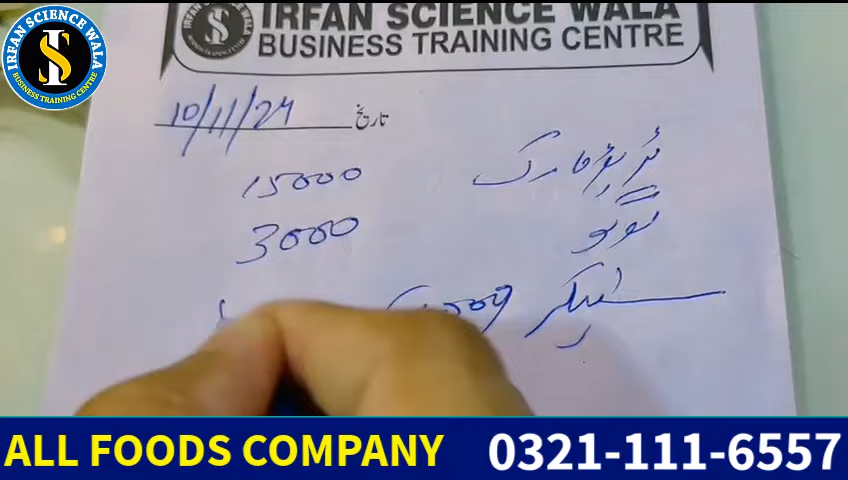 IRFAN SCIENCE WALA
BUSINESS TRAINING CENTRE
IRFAN SCIENCE WALA
BUSINESS TRAINING CENTRE
10/11/24 تاریخ
ٹریڈ مارک 15000
لوگو 3000
سٹیکر
ALL FOODS COMPANY 0321-111-6557